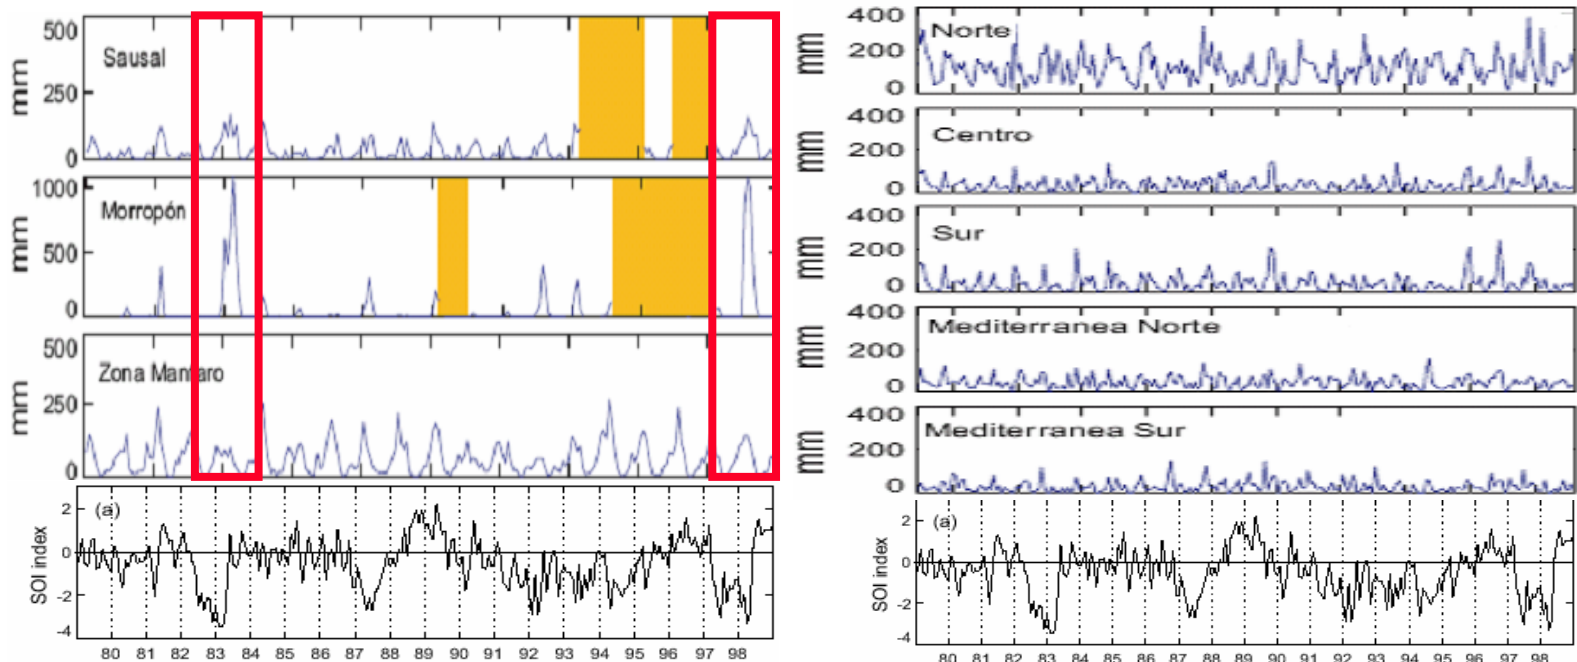 500
Sausal
mm
250
0
1000
Morropón
mm
500
0
500
Zona Mantaro
mm
250
0
2
(a)
0
SOI index
-2
-4
80 81 82 83 84 85 86 87 88 89 90 91 92 93 94 95 96 97 98
400
Norte
mm
200
0
400
Centro
mm
200
0
400
Sur
mm
200
0
400
Mediterranea Norte
mm
200
0
400
Mediterranea Sur
mm
200
0
2
(a)
0
SOI index
-2
-4
80 81 82 83 84 85 86 87 88 89 90 91 92 93 94 95 96 97 98